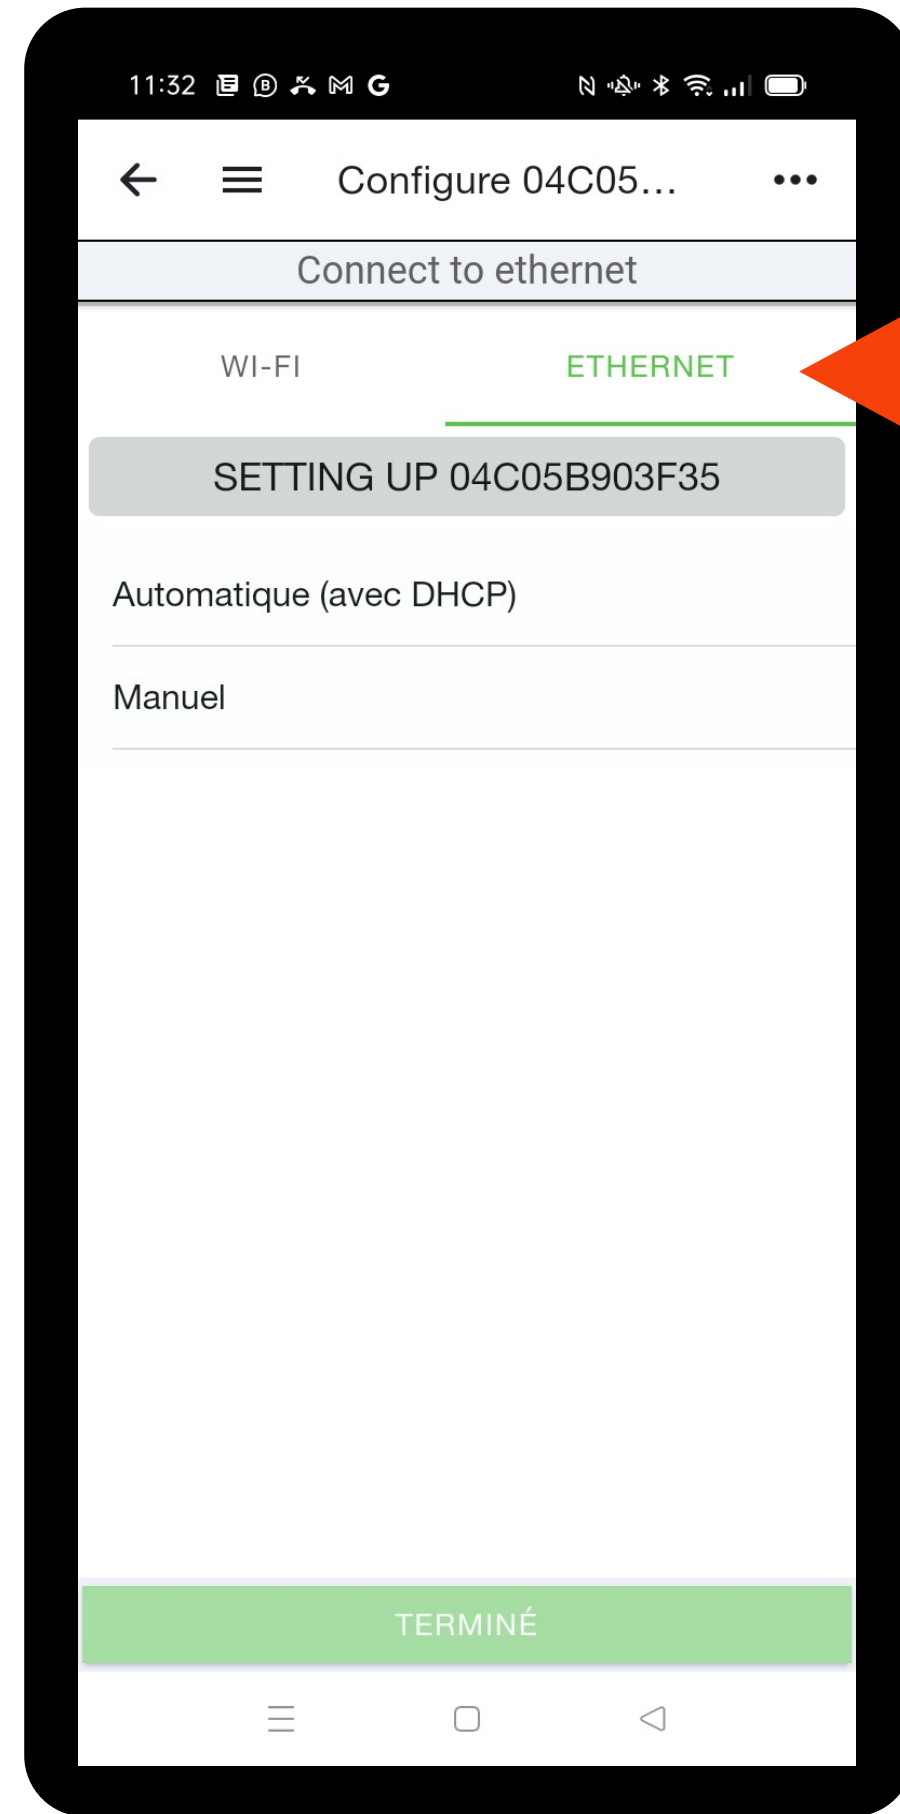 11:32
Configure 04C05...
Connect to ethernet
WI-FI
ETHERNET
SETTING UP 04C05B903F35
Automatique (avec DHCP)
Manuel
TERMINÉ